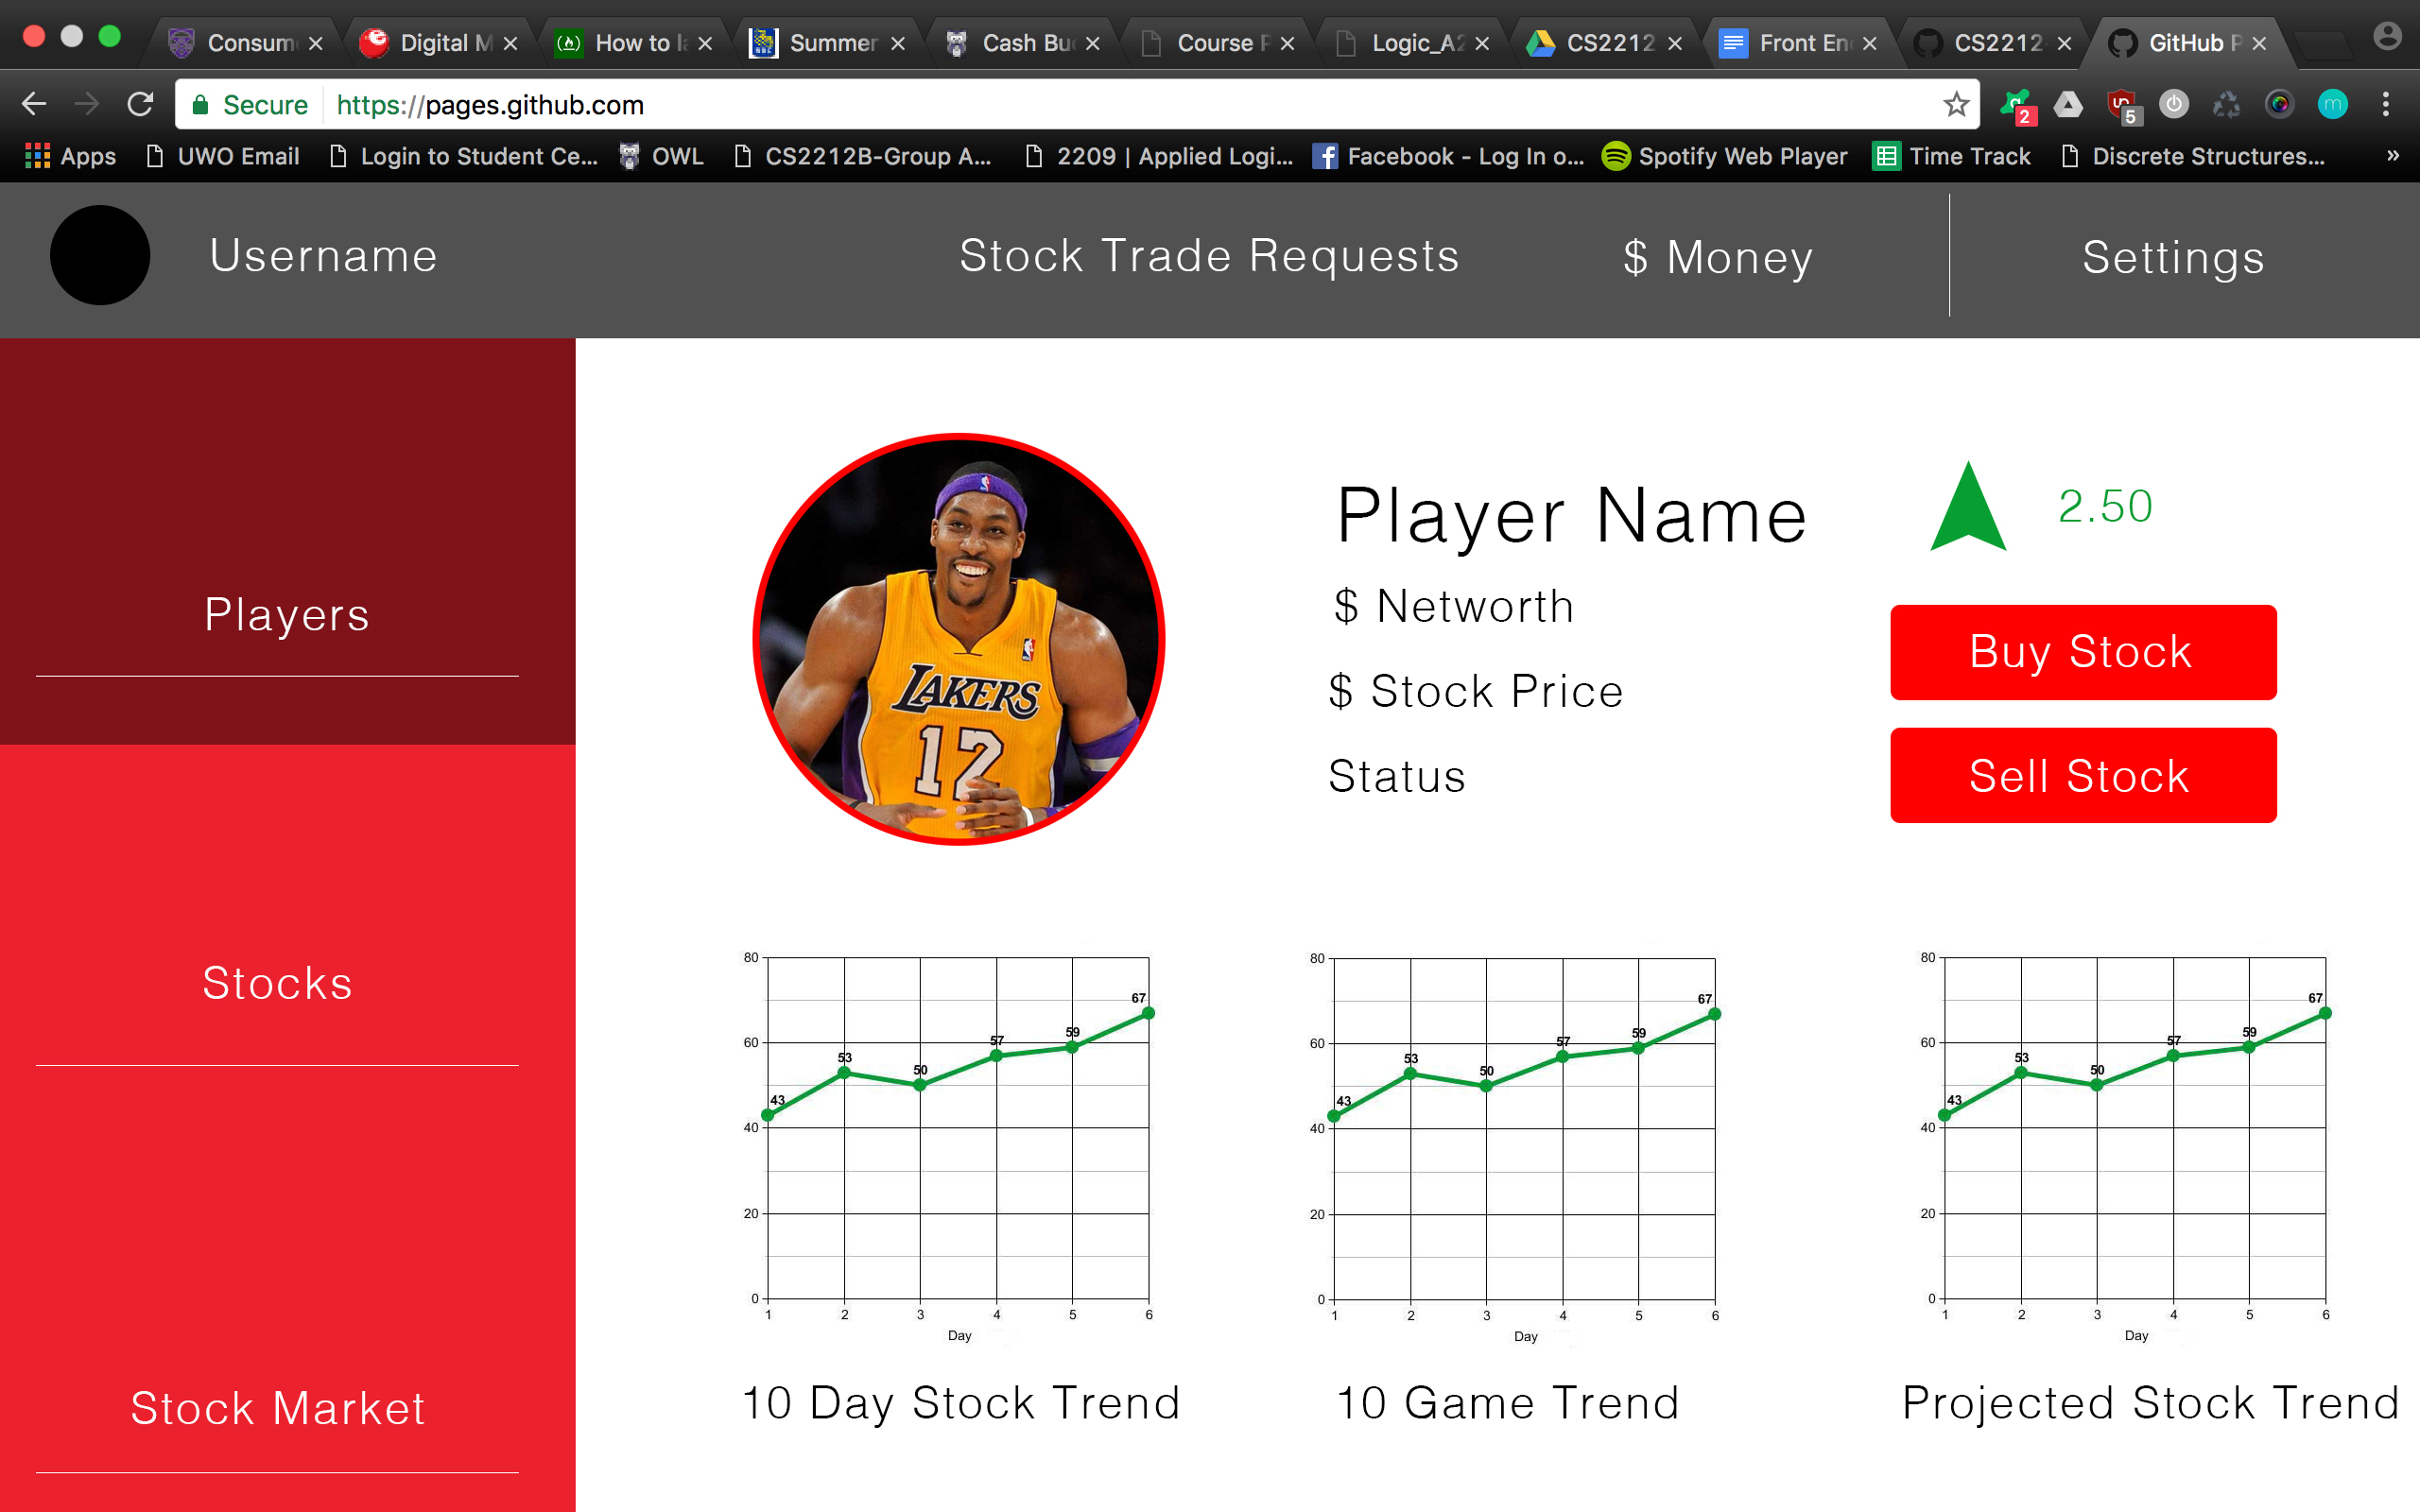 Consum
Digital M
How to la
Summer
Cash Bu
Course P
Logic_A2
CS2212
Front En
CS2212-
GitHub P
Secure https://pages.github.com
2
5
m
Apps
UWO Email
Login to Student Ce...
OWL
CS2212B-Group A...
2209 | Applied Logi...
Facebook - Log In o...
Spotify Web Player
Time Track
Discrete Structures...
»
Username
Stock Trade Requests
$ Money
Settings
Players
Stocks
Stock Market
LAKERS
12
Player Name
2.50
$ Networth
$ Stock Price
Status
Buy Stock
Sell Stock
80
60
40
20
0
43
53
50
57
59
67
1 2 3 4 5 6
Day
10 Day Stock Trend
80
60
40
20
0
43
53
50
57
59
67
1 2 3 4 5 6
Day
10 Game Trend
80
60
40
20
0
43
53
50
57
59
67
1 2 3 4 5 6
Day
Projected Stock Trend